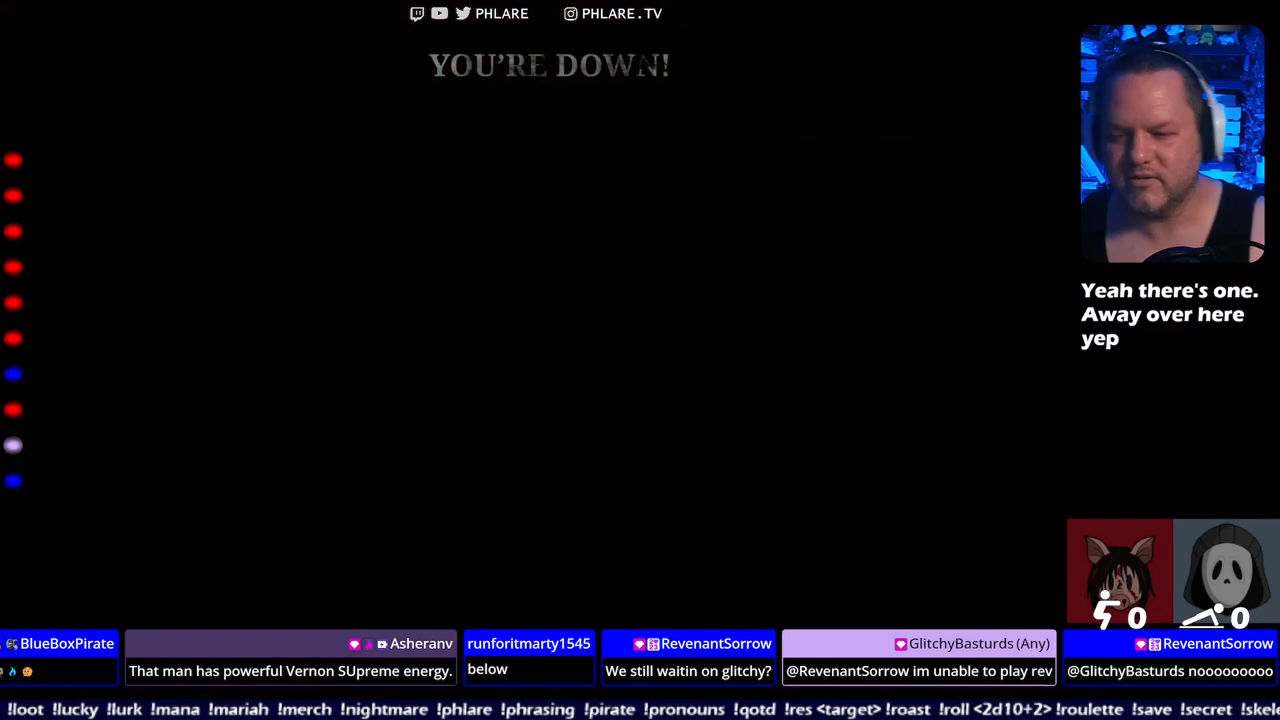 PHLARE PHLARE.TV
YOU'RE DOWN!
Yeah there's one.
Away over here
yep
0 0
BlueBoxPirate
Asheranv
That man has powerful Vernon SUpreme energy.
runforitmarty1545
below
RevenantSorrow
We still waitin on glitchy?
GlitchyBasturds (Any)
@RevenantSorrow im unable to play rev
RevenantSorrow
@GlitchyBasturds nooooooooo
!loot !lucky !lurk !mana !mariah !merch !nightmare !phlare !phrasing !pirate !pronouns !qotd !res <target> !roast !roll <2d10+2> !roulette !save !secret !skele